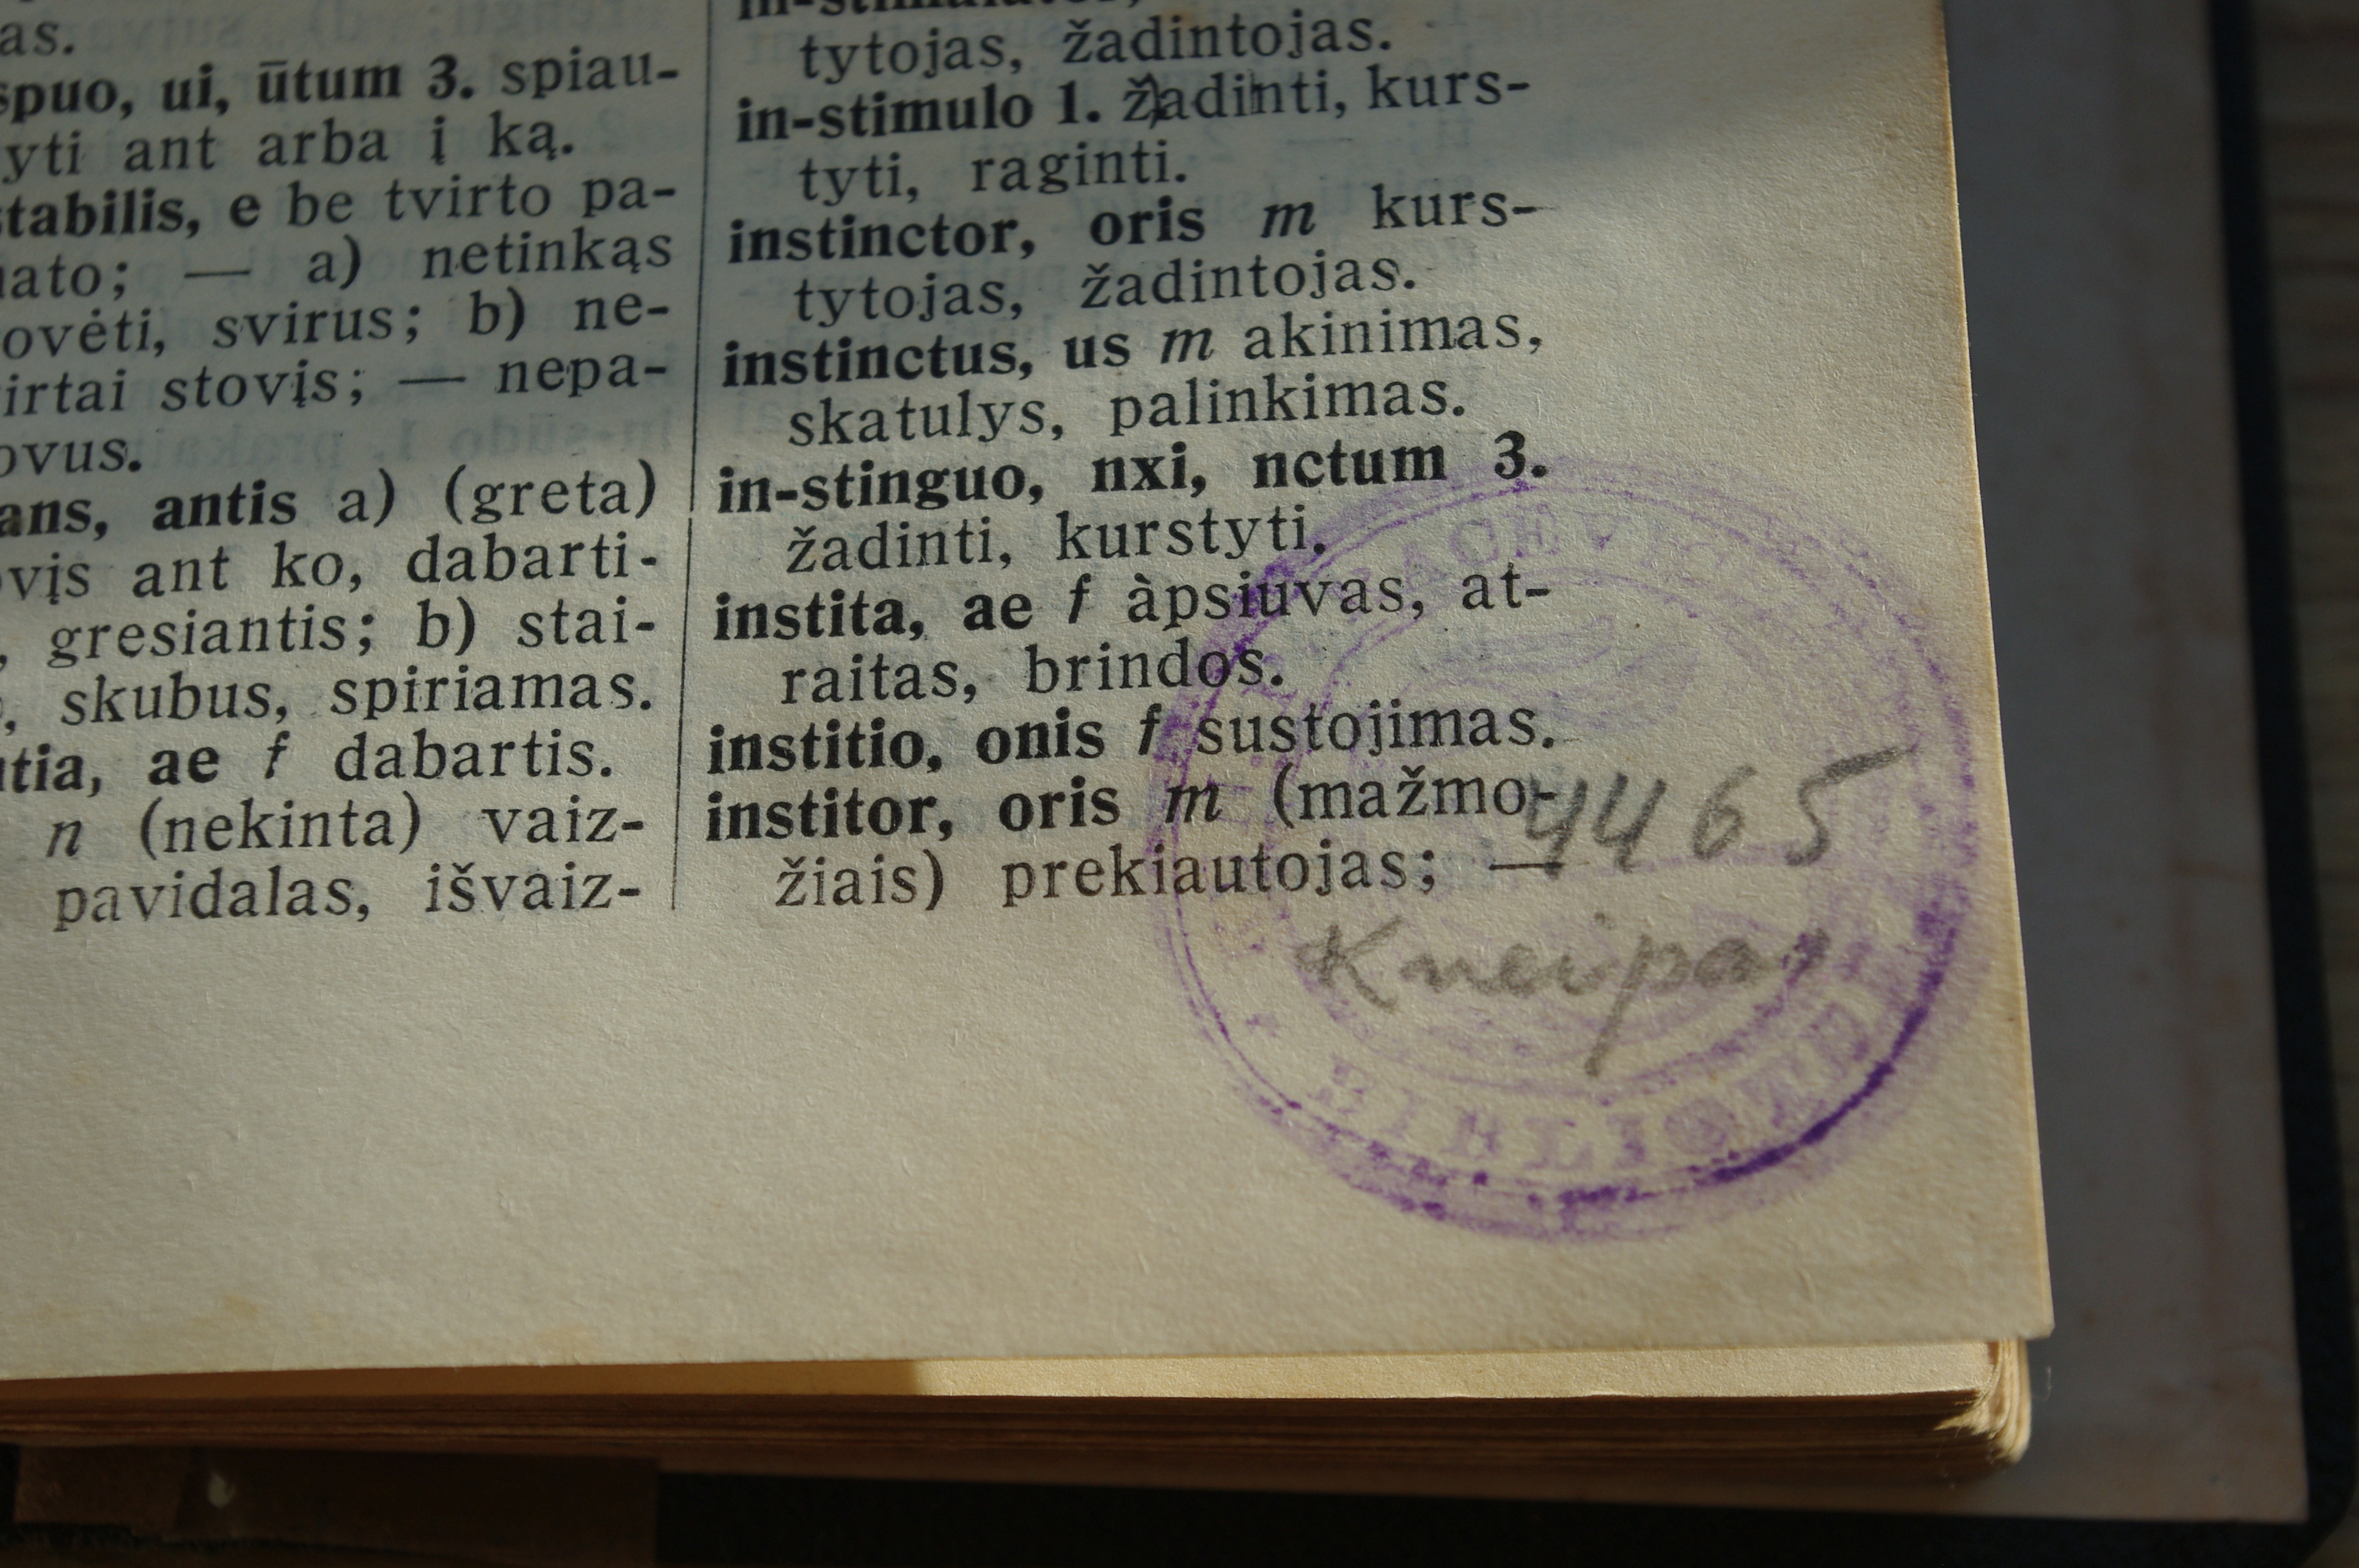 as.
spuo, ui, ūtum 3. spiau-
yti ant arba į ką.
stabilis, e be tvirto pa-
ato; — a) netinkąs
ovėti, svirus; b) ne-
irtai stovįs; — nepa-
ovus.
ans, antis a) (greta)
vįs ant ko, dabarti-
, gresiantis; b) stai-
, skubus, spiriamas.
tia, ae f dabartis.
n (nekinta) vaiz-
pavidalas, išvaiz-
tytojas, žadintojas.
in-stimulo 1. žadinti, kurs-
tyti, raginti.
instinctor, oris m kurs-
tytojas, žadintojas.
instinctus, us m akinimas,
skatulys, palinkimas.
in-stinguo, nxi, nctum 3.
žadinti, kurstyti.
instita, ae f àpsiuvas, at-
raitas, brindos.
institio, onis f sustojimas.
institor, oris m (mažmo-
žiais) prekiautojas; —
4465
Kneipas